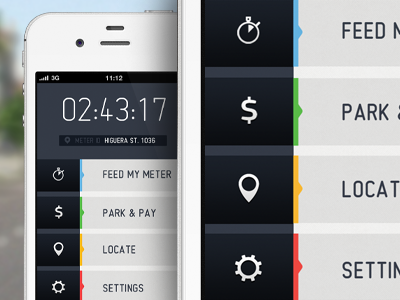 3G 11:12
02:43:17
METER
HIGUERA ST. 1036
FEED MY METER
$ PARK & PAY
LOCATE
SETTINGS
FEED M
$ PARK &
LOCAT
SETTIN